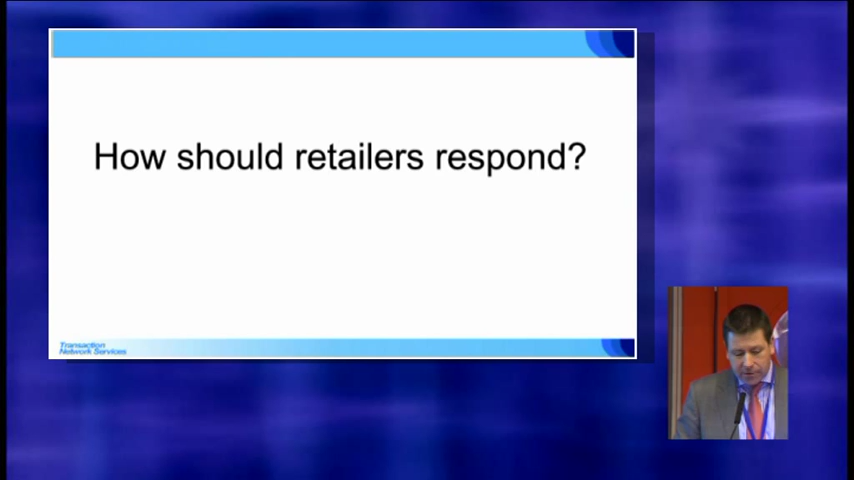 How should retailers respond?
Transaction
Network Services